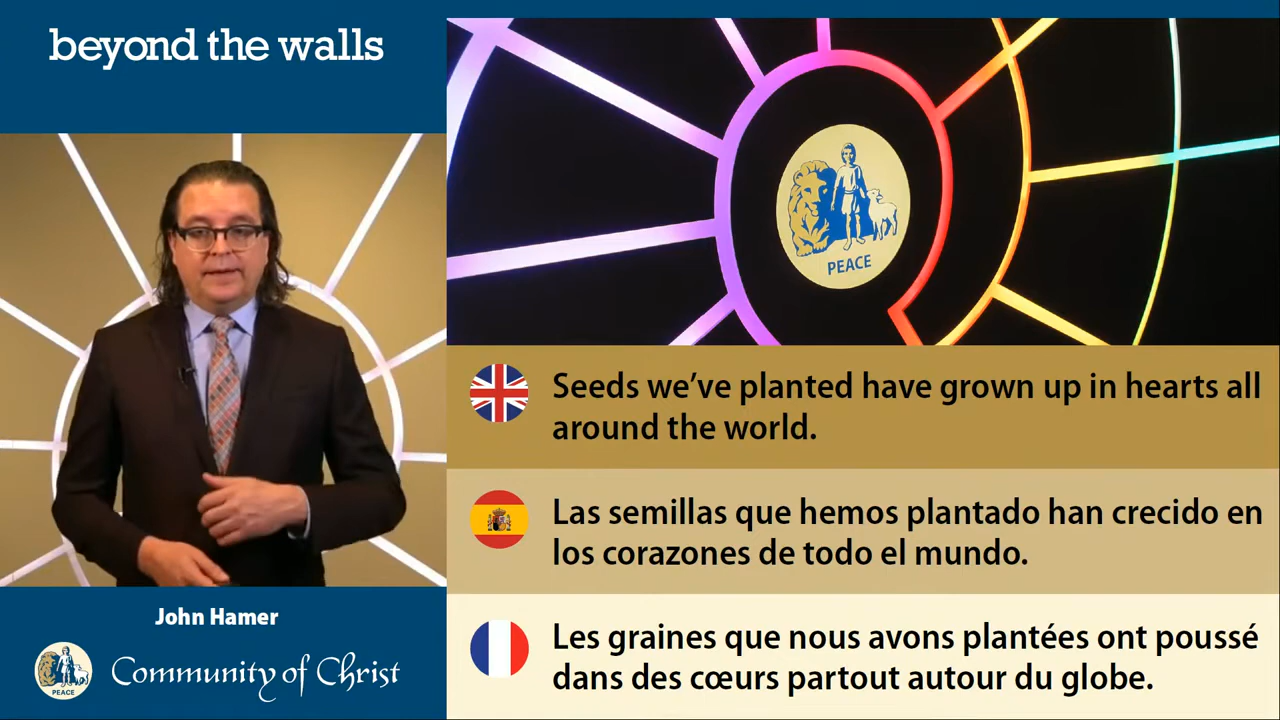 beyond the walls
PEACE
Seeds we’ve planted have grown up in hearts all
around the world.
Las semillas que hemos plantado han crecido en
los corazones de todo el mundo.
Les graines que nous avons plantées ont poussé
dans des cœurs partout autour du globe.
John Hamer
PEACE
Community of Christ